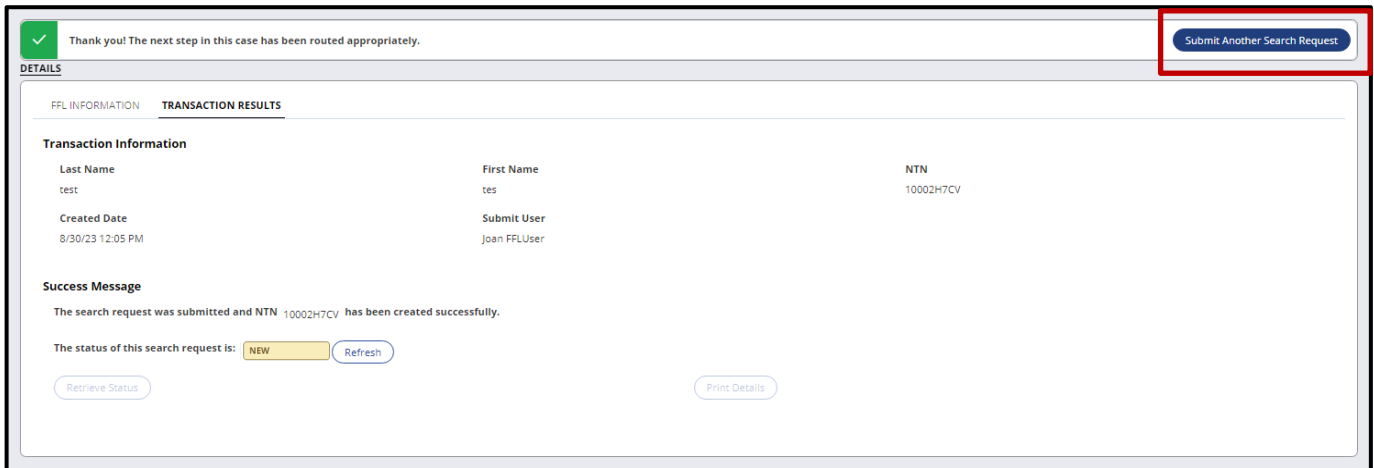 Thank you! The next step in this case has been routed appropriately.
Submit Another Search Request
DETAILS
FFL INFORMATION TRANSACTION RESULTS
Transaction Information
Last Name First Name NTN
test tes 10002H7CV
Created Date Submit User
8/30/23 12:05 PM Joan FFLUser
Success Message
The search request was submitted and NTN 10002H7CV has been created successfully.
The status of this search request is: NEW Refresh
Retrieve Status Print Details